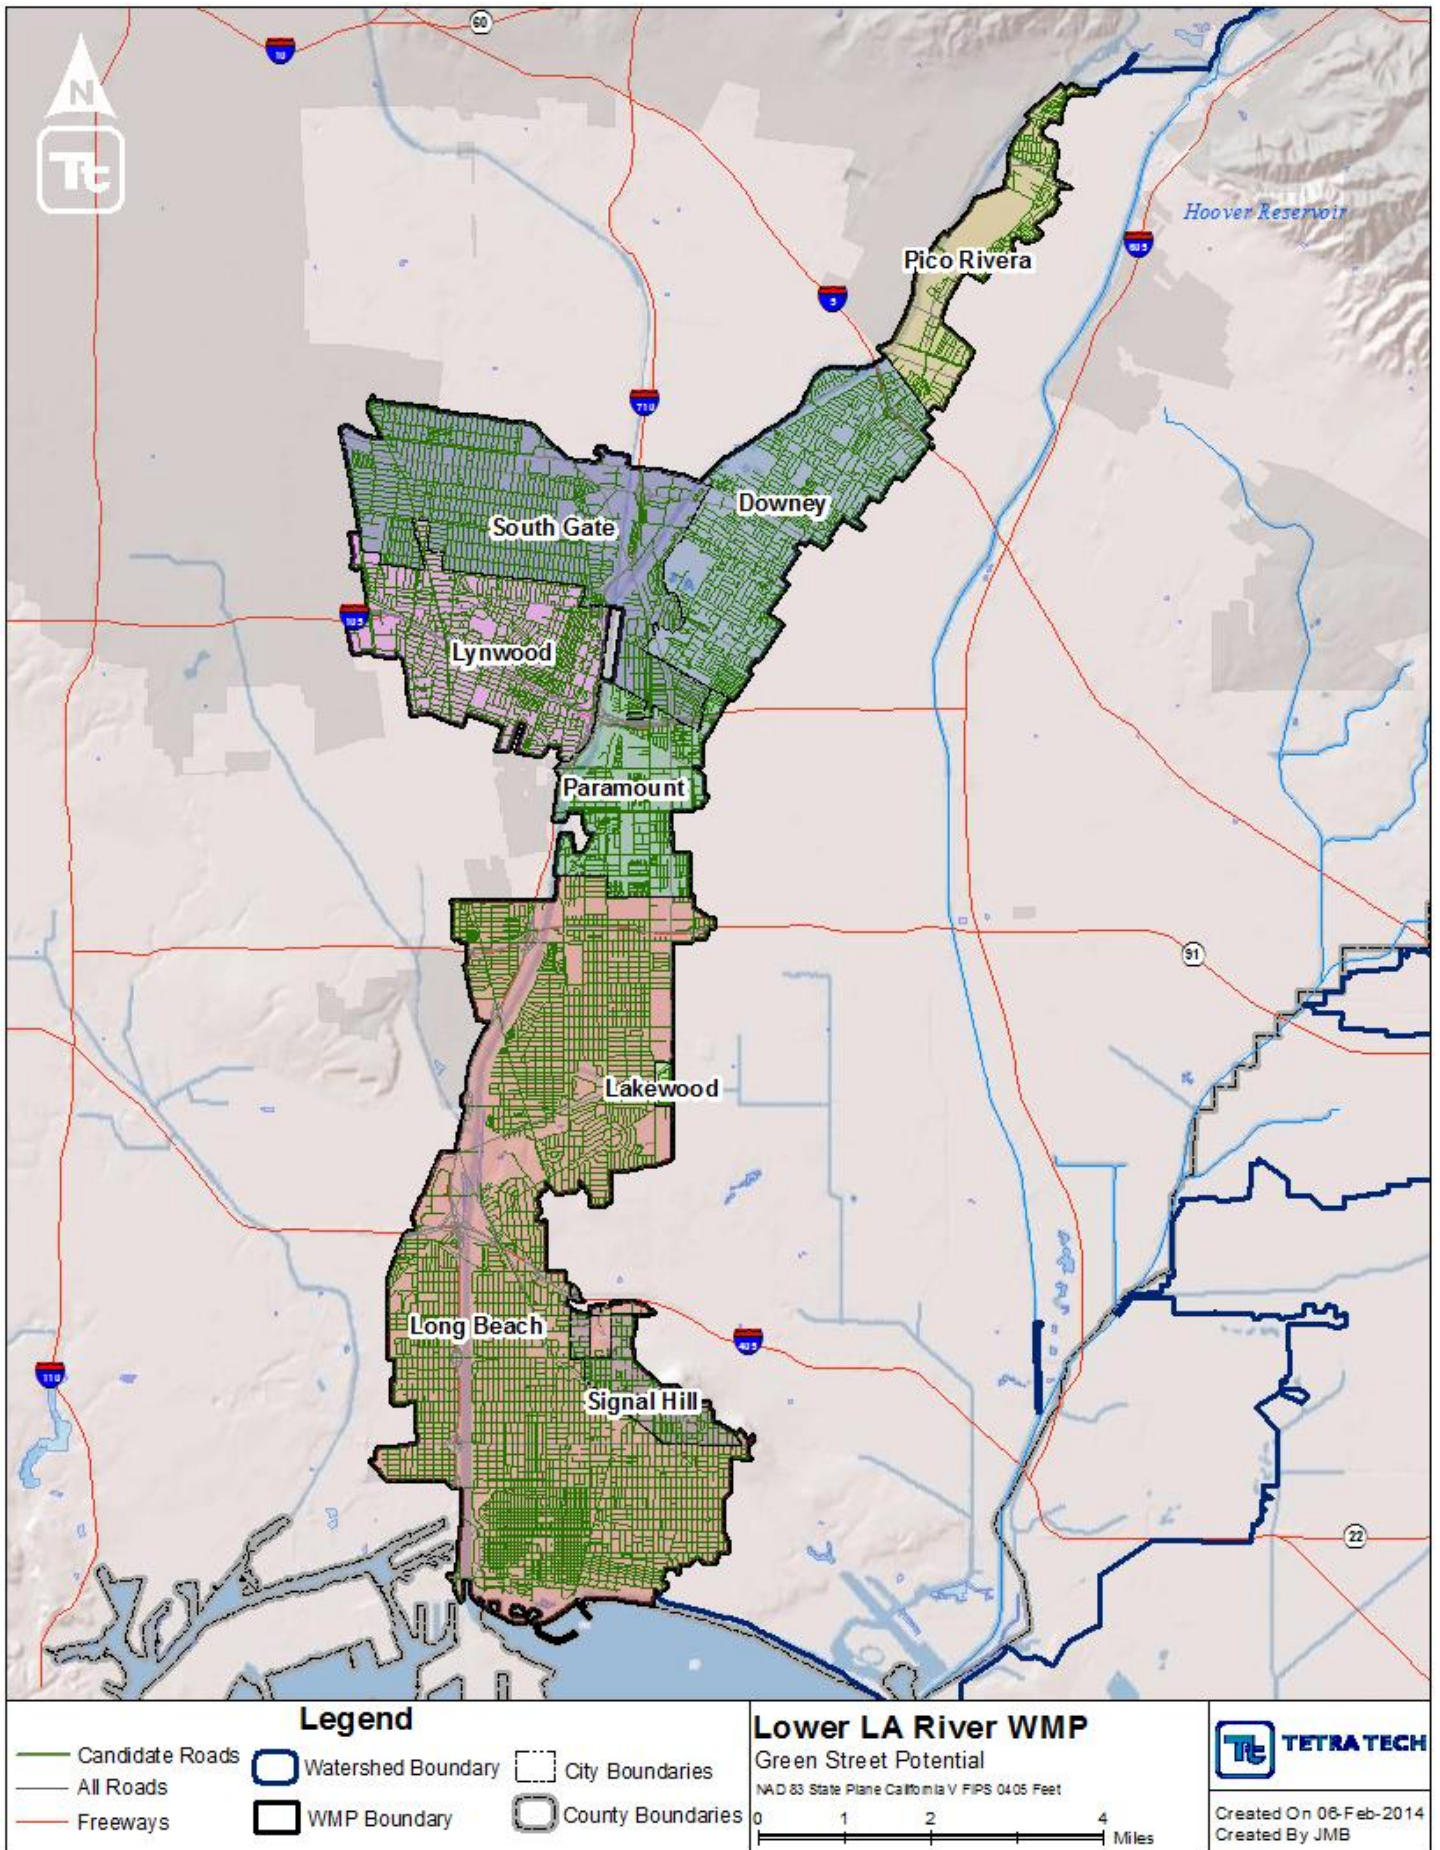 60
10
N
Tt
Hoover Reservoir
605
Pico Rivera
5
710
Downey
South Gate
105
Lynwood
Paramount
91
Lakewood
Long Beach
405
110
Signal Hill
22
Legend
Candidate Roads
All Roads
Freeways
Watershed Boundary
WMP Boundary
City Boundaries
County Boundaries
Lower LA River WMP
Green Street Potential
NAD 83 State Plane California V FIPS 0405 Feet
0 1 2 4
Miles
Tt TETRA TECH
Created On 06-Feb-2014
Created By JMB